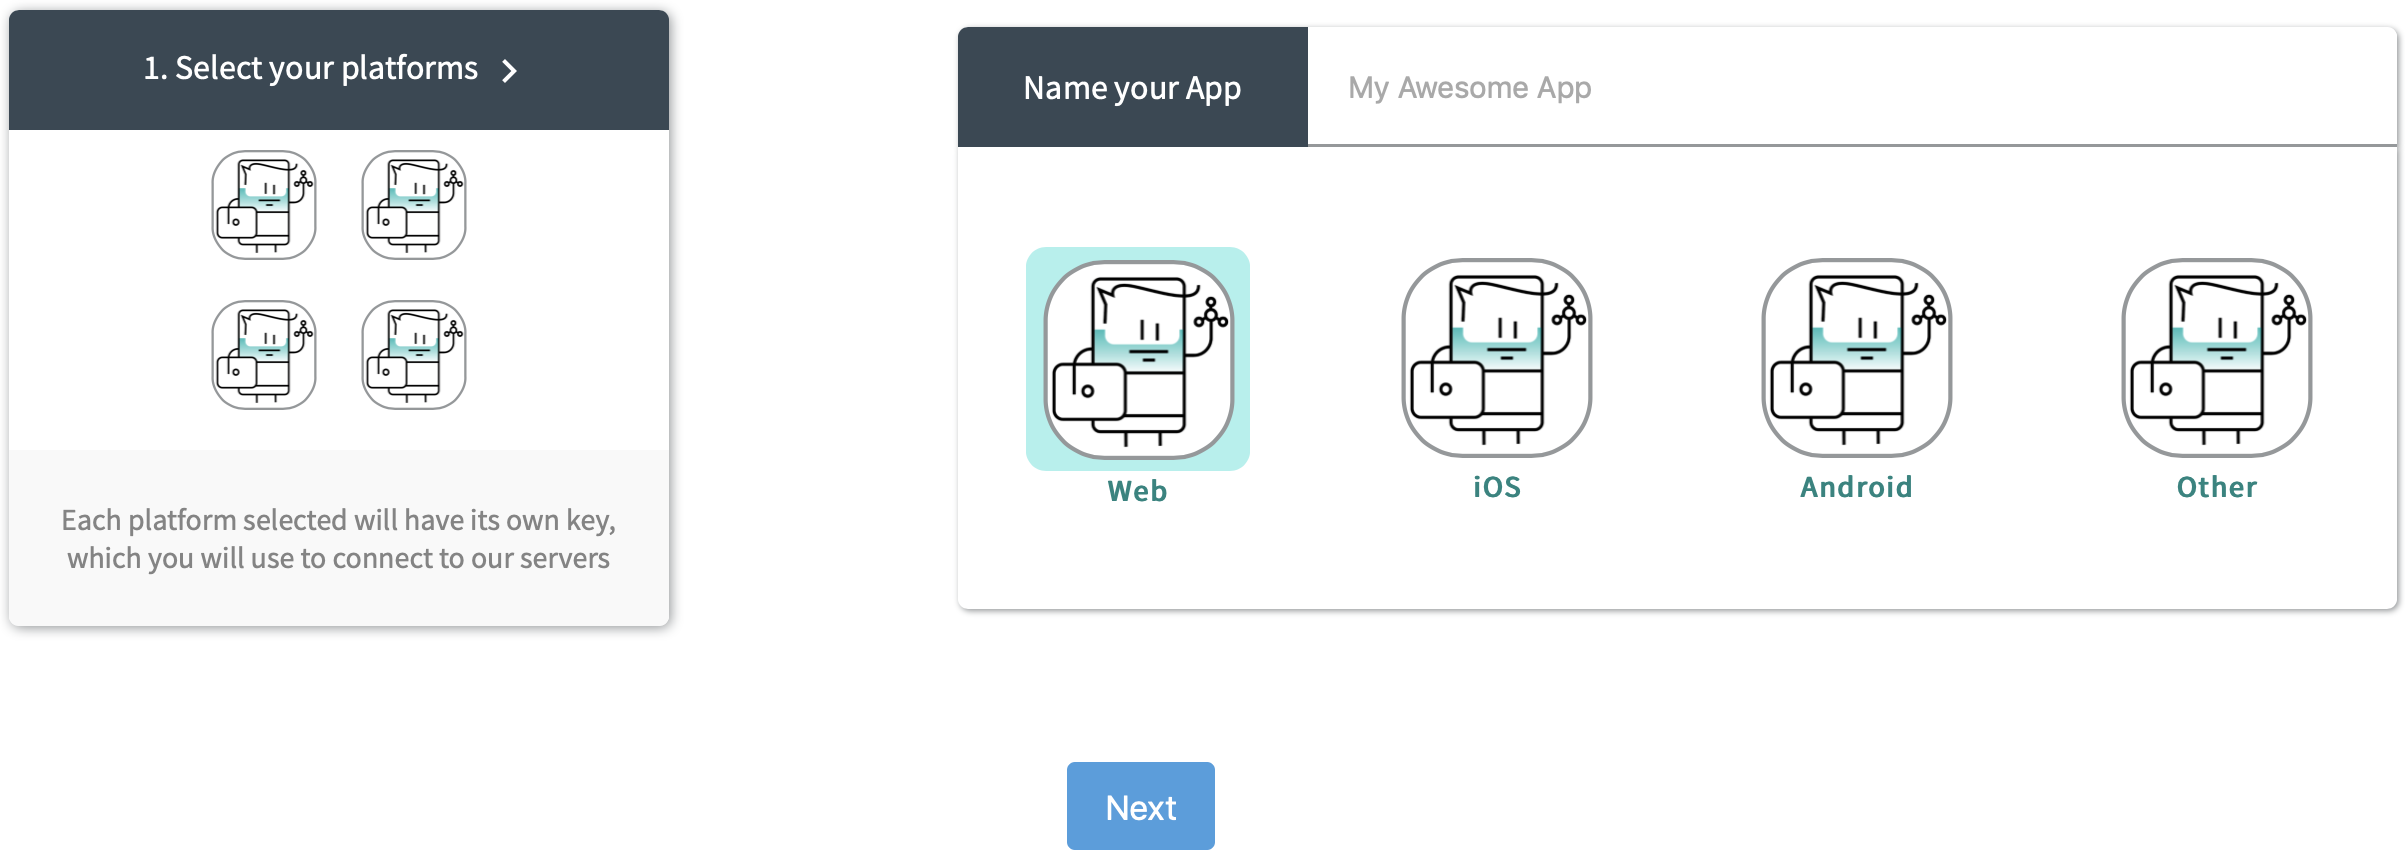 1. Select your platforms
Each platform selected will have its own key,
which you will use to connect to our servers
Name your App
My Awesome App
Web
iOS
Android
Other
Next